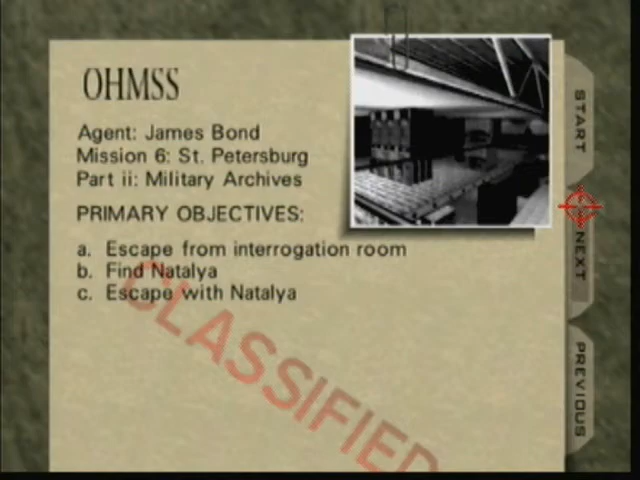 OHMSS
Agent: James Bond
Mission 6: St. Petersburg
Part ii: Military Archives
PRIMARY OBJECTIVES:
a. Escape from interrogation room
b. Find Natalya
c. Escape with Natalya
CLASSIFIED
START
NEXT
PREVIOUS